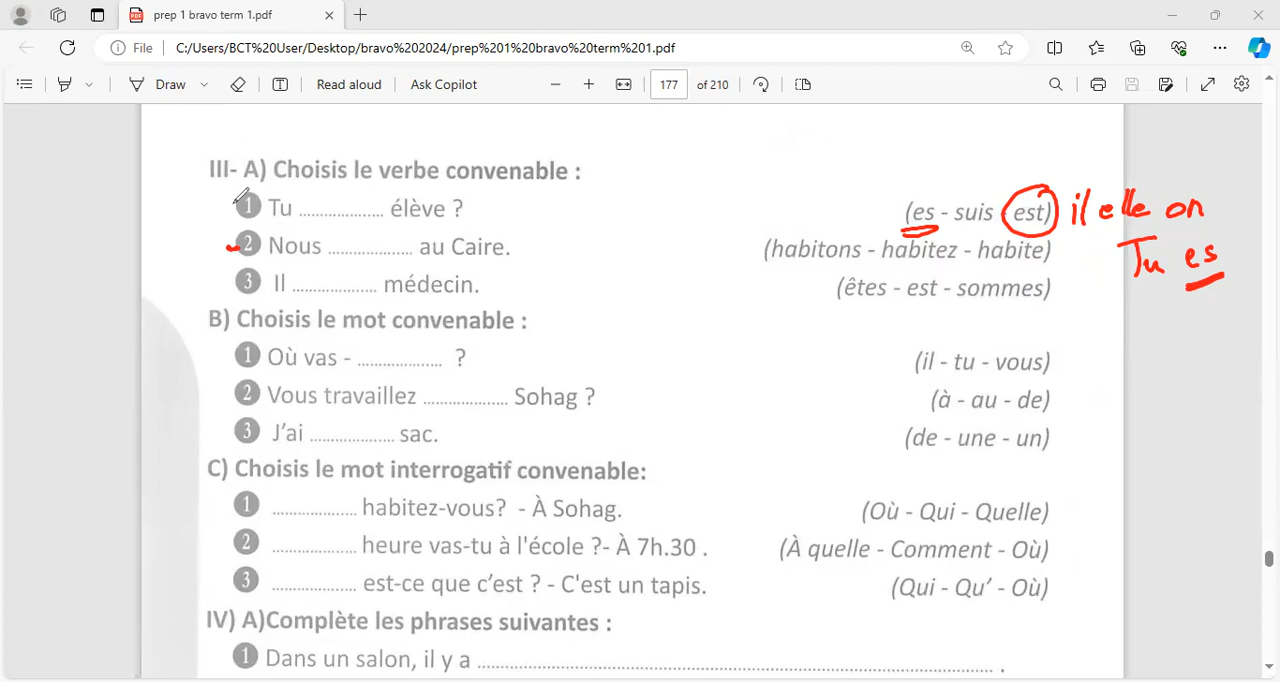 prep 1 bravo term 1.pdf
File C:/Users/BCT%20User/Desktop/bravo%202024/prep%201%20bravo%20term%201.pdf
Draw Read aloud Ask Copilot 177 of 210
III- A) Choisis le verbe convenable :
1 Tu ................ élève ? (es - suis est) il elle on
2 Nous ................ au Caire. (habitons - habitez - habite) Tu es
3 Il ................ médecin. (êtes - est - sommes)
B) Choisis le mot convenable :
1 Où vas - ................ ? (il - tu - vous)
2 Vous travaillez ................ Sohag ? (à - au - de)
3 J'ai ................ sac. (de - une - un)
C) Choisis le mot interrogatif convenable:
1 ................ habitez-vous? - À Sohag. (Où - Qui - Quelle)
2 ................ heure vas-tu à l'école ?- À 7h.30 . (À quelle - Comment - Où)
3 ................ est-ce que c'est ? - C'est un tapis. (Qui - Qu' - Où)
IV) A)Complète les phrases suivantes :
1 Dans un salon, il y a ................................................................ .